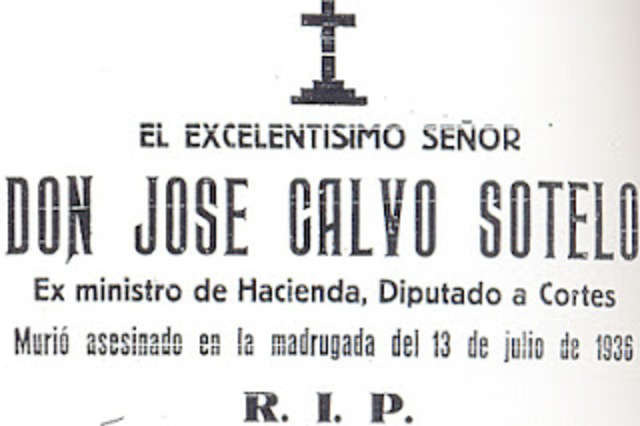 EL EXCELENTISIMO SEÑOR
DON JOSE CALVO SOTELO
Ex ministro de Hacienda, Diputado a Cortes
Murió asesinado en la madrugada del 13 de julio de 1936
R. I. P.